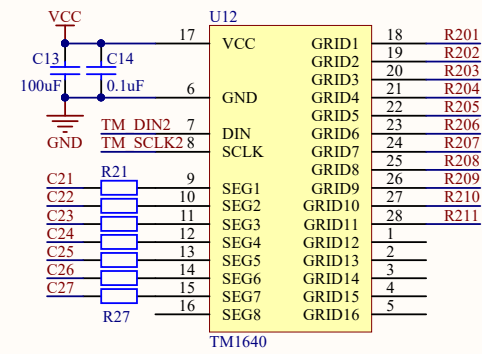 VCC U12
17 VCC GRID1 18 R201
GRID2 19 R202
C13 C14 GRID3 20 R203
100uF 0.1uF 6 GND GRID4 21 R204
GRID5 22 R205
TM_DIN2 7 DIN GRID6 23 R206
GND TM_SCLK2 8 SCLK GRID7 24 R207
R21 GRID8 25 R208
C21 9 SEG1 GRID9 26 R209
C22 10 SEG2 GRID10 27 R210
C23 11 SEG3 GRID11 28 R211
C24 12 SEG4 GRID12 1
C25 13 SEG5 GRID13 2
C26 14 SEG6 GRID14 3
C27 15 SEG7 GRID15 4
R27 16 SEG8 GRID16 5
TM1640